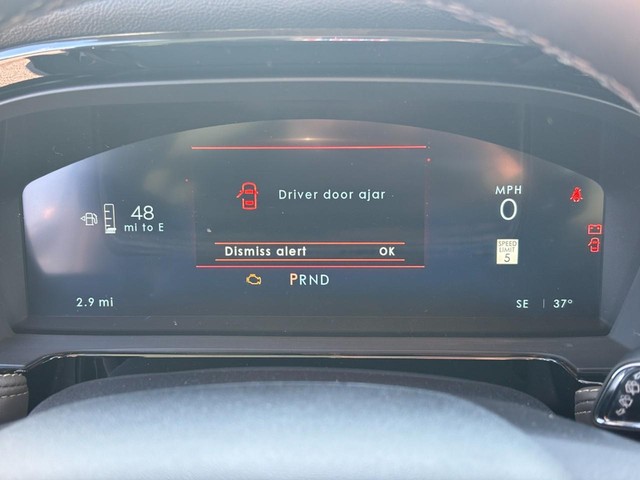 Driver door ajar
48
mi to E
MPH
0
SPEED
LIMIT
5
Dismiss alert OK
PRND
2.9 mi
SE 37°